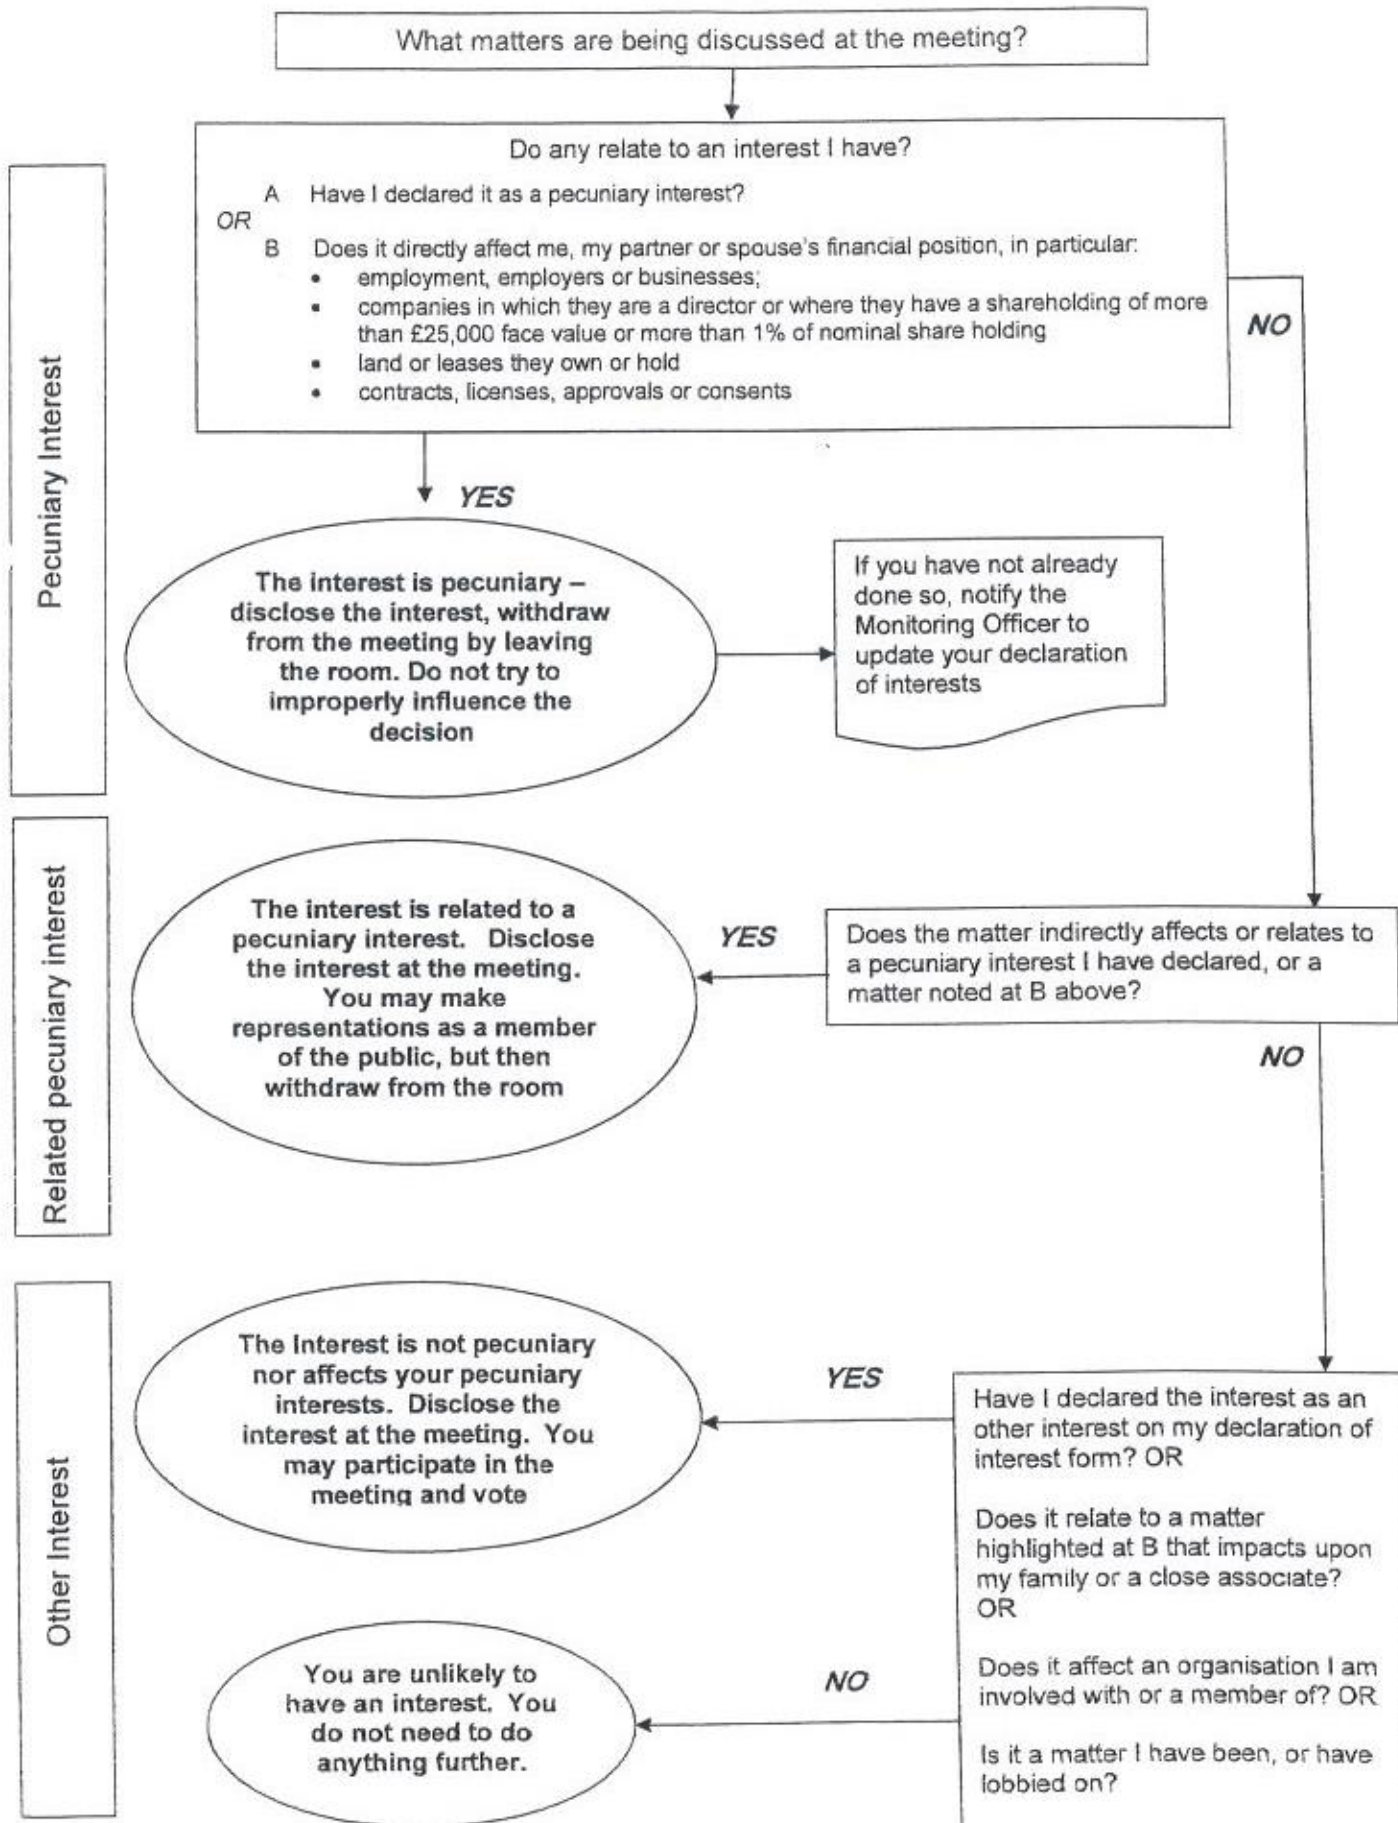 What matters are being discussed at the meeting?
Do any relate to an interest I have?
A Have I declared it as a pecuniary interest?
OR
B Does it directly affect me, my partner or spouse's financial position, in particular:
• employment, employers or businesses;
• companies in which they are a director or where they have a shareholding of more
than £25,000 face value or more than 1% of nominal share holding
• land or leases they own or hold
• contracts, licenses, approvals or consents
NO
Pecuniary Interest
YES
The interest is pecuniary –
disclose the interest, withdraw
from the meeting by leaving
the room. Do not try to
improperly influence the
decision
If you have not already
done so, notify the
Monitoring Officer to
update your declaration
of interests
Related pecuniary interest
The interest is related to a
pecuniary interest. Disclose
the interest at the meeting.
You may make
representations as a member
of the public, but then
withdraw from the room
YES
Does the matter indirectly affects or relates to
a pecuniary interest I have declared, or a
matter noted at B above?
NO
Other Interest
The Interest is not pecuniary
nor affects your pecuniary
interests. Disclose the
interest at the meeting. You
may participate in the
meeting and vote
YES
Have I declared the interest as an
other interest on my declaration of
interest form? OR
Does it relate to a matter
highlighted at B that impacts upon
my family or a close associate?
OR
Does it affect an organisation I am
involved with or a member of? OR
Is it a matter I have been, or have
lobbied on?
NO
You are unlikely to
have an interest. You
do not need to do
anything further.